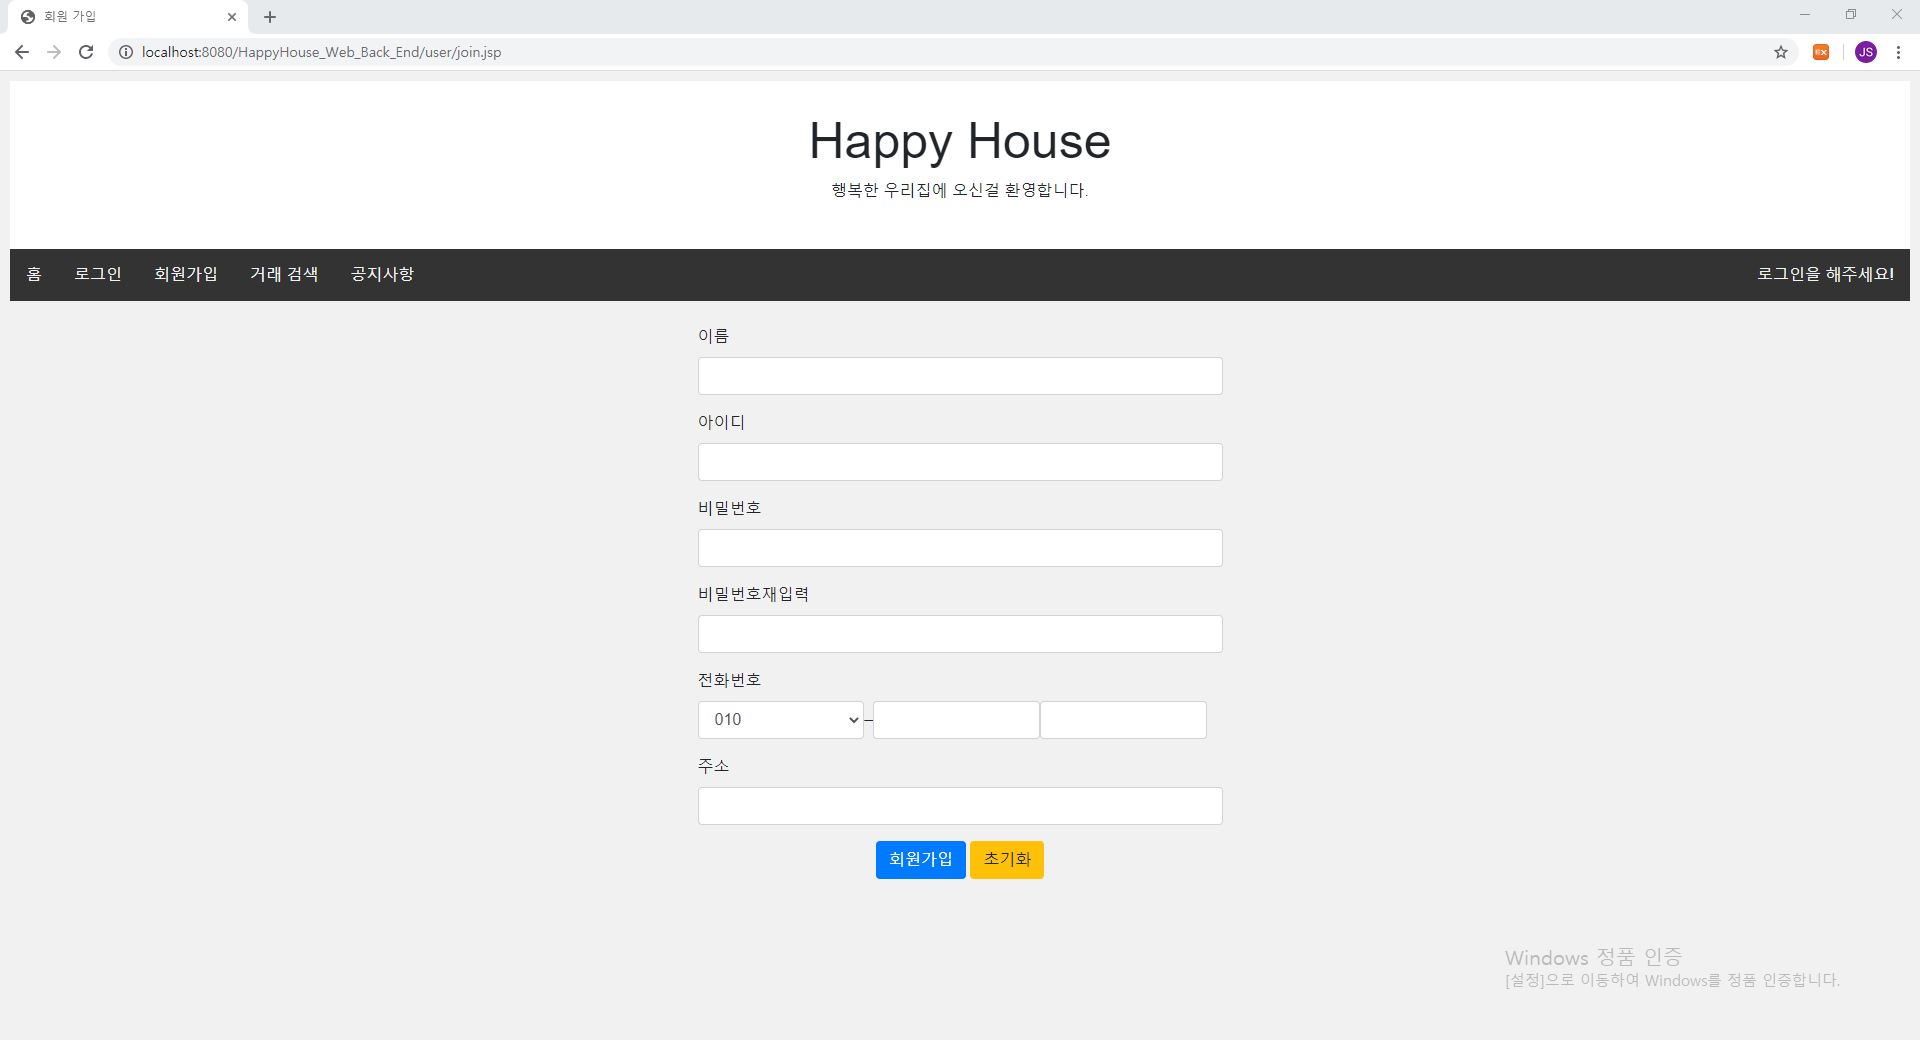 회원 가입
localhost:8080/HappyHouse_Web_Back_End/user/join.jsp
JS
Happy House
행복한 우리집에 오신걸 환영합니다.
홈 로그인 회원가입 거래 검색 공지사항 로그인을 해주세요!
이름
아이디
비밀번호
비밀번호재입력
전화번호
010 –
주소
회원가입 초기화
Windows 정품 인증
[설정]으로 이동하여 Windows를 정품 인증합니다.